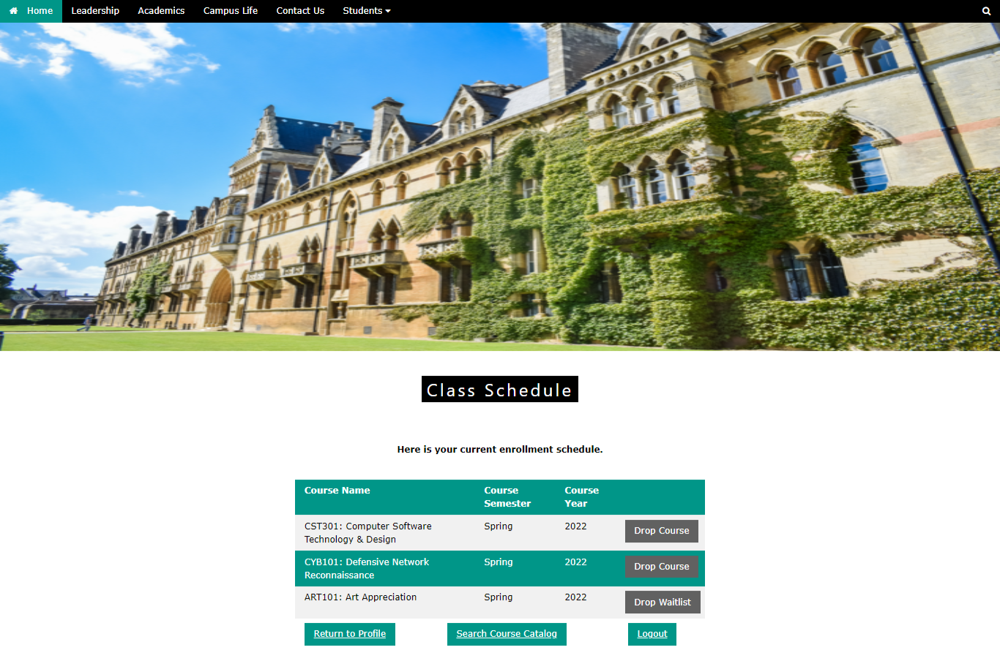 Home Leadership Academics Campus Life Contact Us Students
Class Schedule
Here is your current enrollment schedule.
Course Name Course Semester Course Year
CST301: Computer Software Technology & Design Spring 2022 Drop Course
CYB101: Defensive Network Reconnaissance Spring 2022 Drop Course
ART101: Art Appreciation Spring 2022 Drop Waitlist
Return to Profile Search Course Catalog Logout